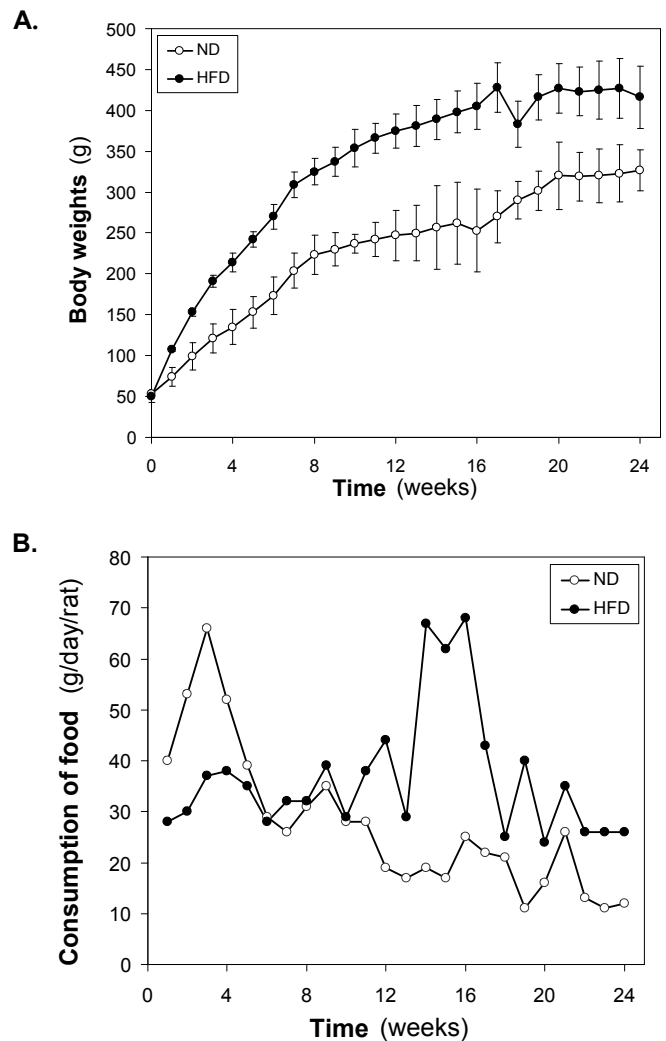 A.
ND
HFD
500
450
400
350
300
250
200
150
100
50
0
Body weights (g)
0 4 8 12 16 20 24
Time (weeks)
B.
ND
HFD
80
70
60
50
40
30
20
10
0
Consumption of food (g/day/rat)
0 4 8 12 16 20 24
Time (weeks)